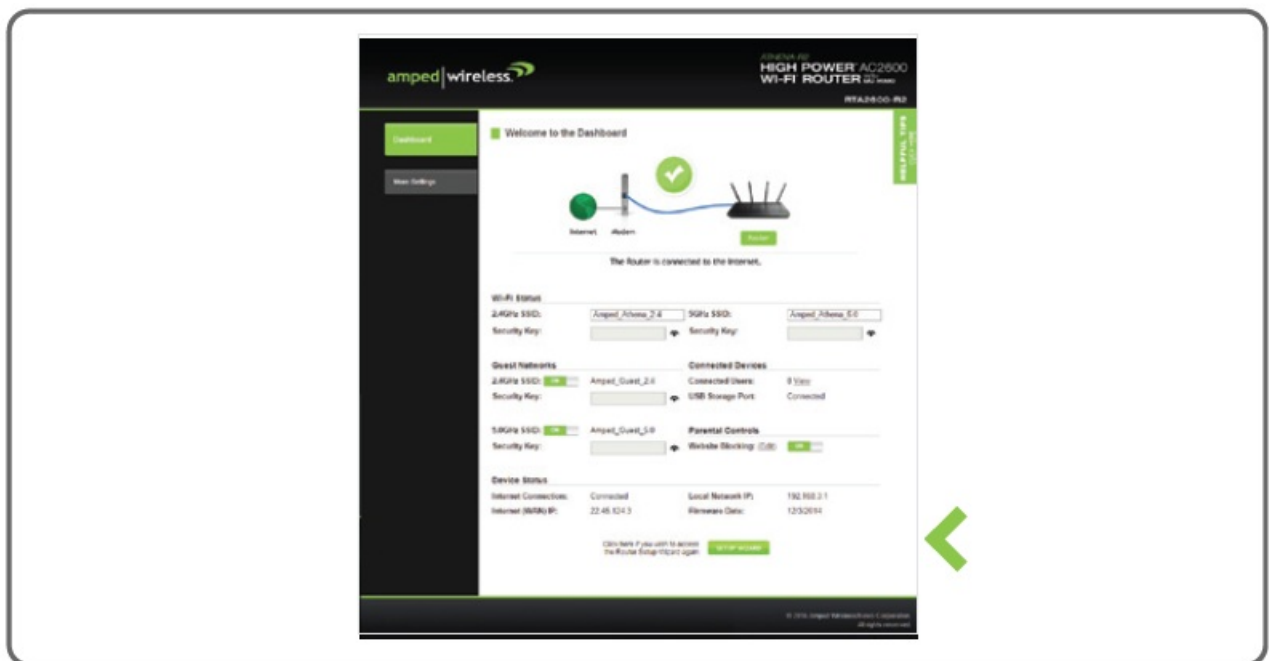 amped wireless
ATHENA-R2
HIGH POWER AC2600
WI-FI ROUTER
RTA2600-R2
HELPFUL TIPS
Dashboard
Welcome to the Dashboard
More Settings
Internet Modem
Router
The Router is connected to the Internet.
Wi-Fi Status
2.4GHz SSID: Amped_Athena_2.4 5GHz SSID: Amped_Athena_5.0
Security Key: Security Key:
Guest Networks Connected Devices
2.4GHz SSID: ON Amped_Guest_2.4 Connected Users: 0 View
Security Key: USB Storage Port: Connected
5.0GHz SSID: ON Amped_Guest_5.0 Parental Controls
Security Key: Website Blocking: (Edit) ON
Device Status
Internet Connection: Connected Local Network IP: 192.168.3.1
Internet (WAN) IP: 22.45.124.3 Firmware Date: 12/3/2014
Click here if you wish to access
the Router Setup Wizard again. SETUP WIZARD
All rights reserved